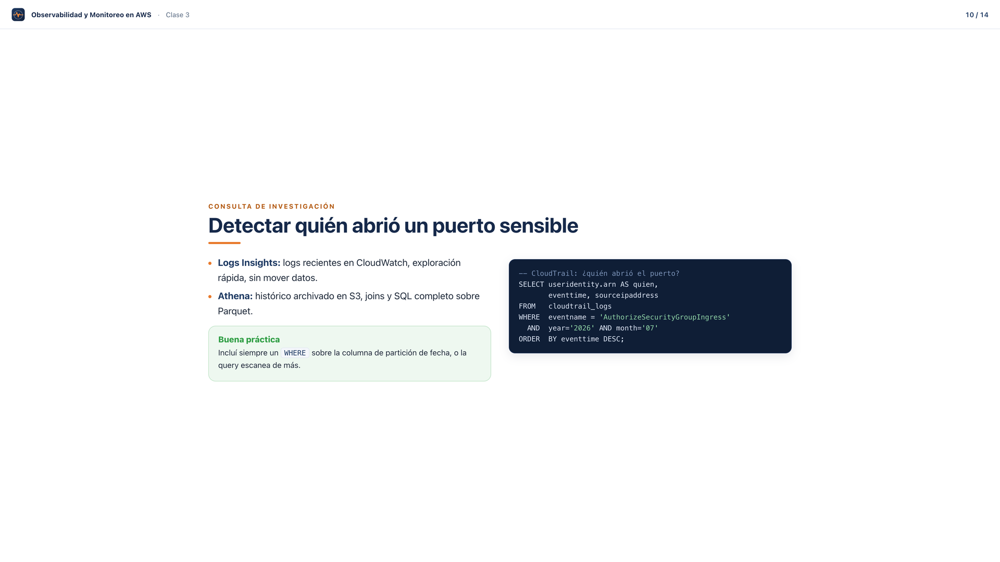 Observabilidad y Monitoreo en AWS · Clase 3
10 / 14
CONSULTA DE INVESTIGACIÓN
Detectar quién abrió un puerto sensible
• Logs Insights: logs recientes en CloudWatch, exploración
rápida, sin mover datos.
• Athena: histórico archivado en S3, joins y SQL completo sobre
Parquet.
Buena práctica
Incluí siempre un WHERE sobre la columna de partición de fecha, o la
query escanea de más.
-- CloudTrail: ¿quién abrió el puerto?
SELECT useridentity.arn AS quien,
       eventtime, sourceipaddress
FROM   cloudtrail_logs
WHERE  eventname = 'AuthorizeSecurityGroupIngress'
  AND  year='2026' AND month='07'
ORDER  BY eventtime DESC;